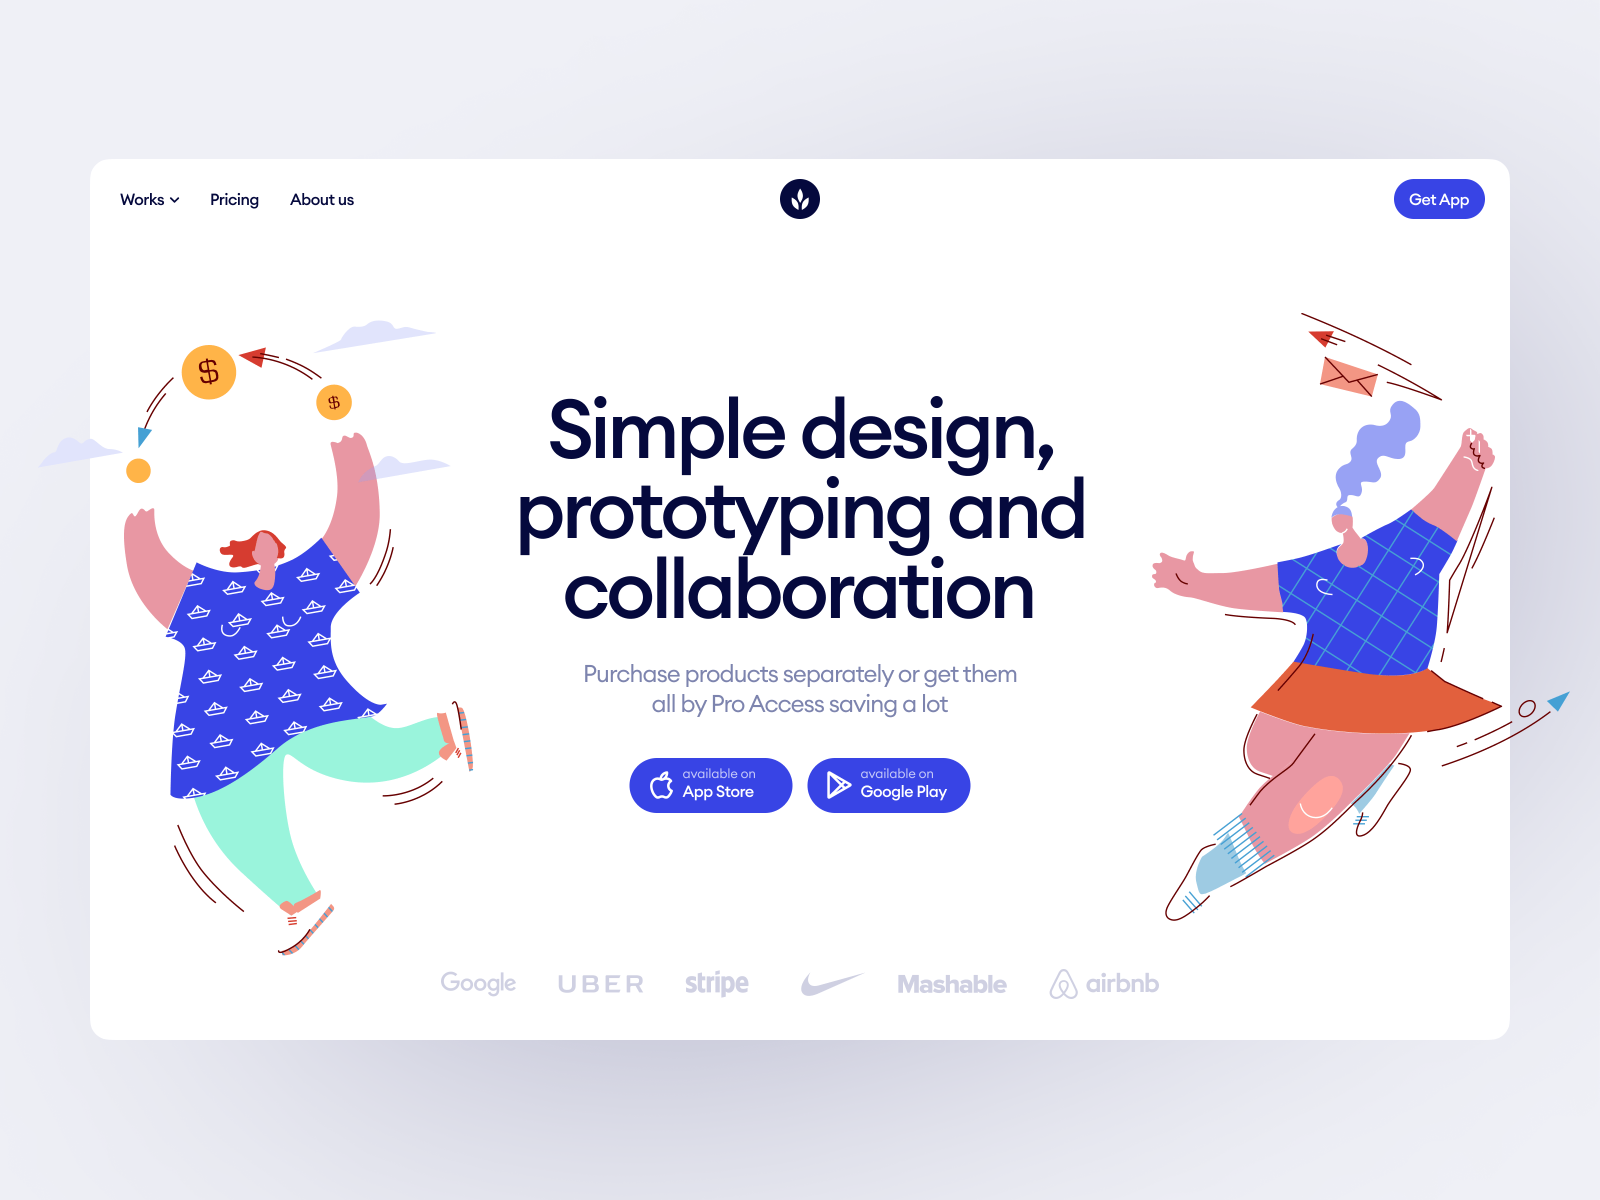 Works
Pricing
About us
Get App
$
$
Simple design,
prototyping and
collaboration
Purchase products separately or get them
all by Pro Access saving a lot
available on
App Store
available on
Google Play
Google
UBER
stripe
Mashable
airbnb